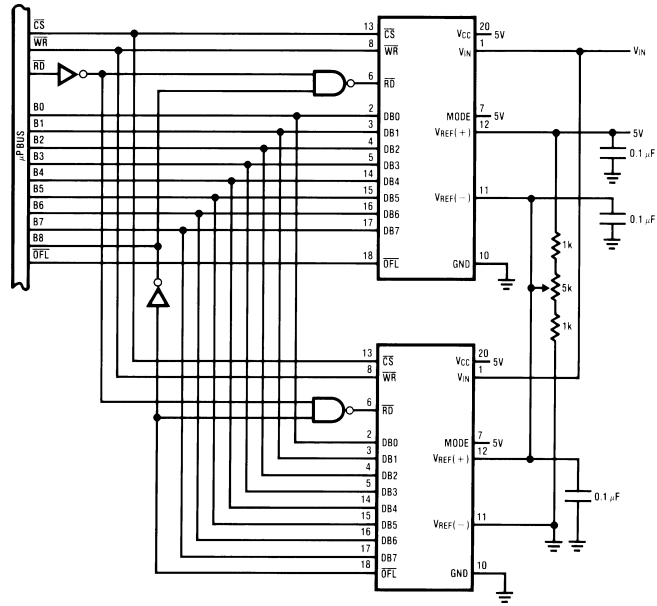 µP BUS
CS
WR
RD
B0
B1
B2
B3
B4
B5
B6
B7
B8
OFL
13 CS
8 WR
6 RD
2 DB0
3 DB1
4 DB2
5 DB3
14 DB4
15 DB5
16 DB6
17 DB7
18 OFL
VCC 20 5V
VIN 1
VIN
MODE 7 5V
VREF(+) 12
5V
0.1 µF
VREF(−) 11
0.1 µF
GND 10
1k
5k
1k
13 CS
8 WR
6 RD
2 DB0
3 DB1
4 DB2
5 DB3
14 DB4
15 DB5
16 DB6
17 DB7
18 OFL
VCC 20 5V
VIN 1
MODE 7 5V
VREF(+) 12
0.1 µF
VREF(−) 11
GND 10